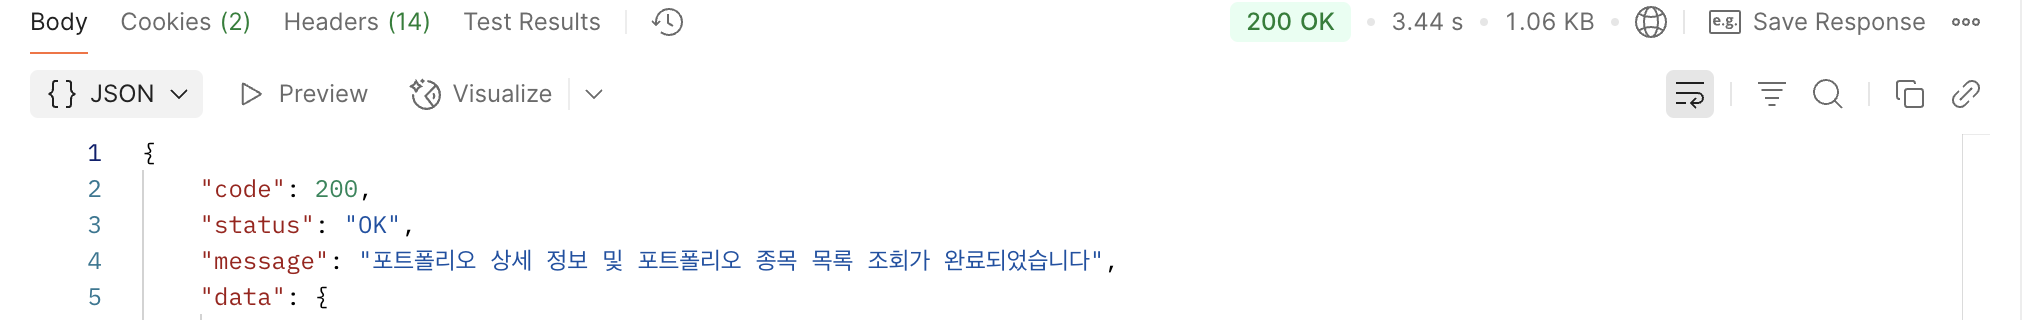 Body Cookies (2) Headers (14) Test Results 200 OK • 3.44 s • 1.06 KB • e.g. Save Response
{} JSON Preview Visualize
1 {
2 "code": 200,
3 "status": "OK",
4 "message": "포트폴리오 상세 정보 및 포트폴리오 종목 목록 조회가 완료되었습니다",
5 "data": {